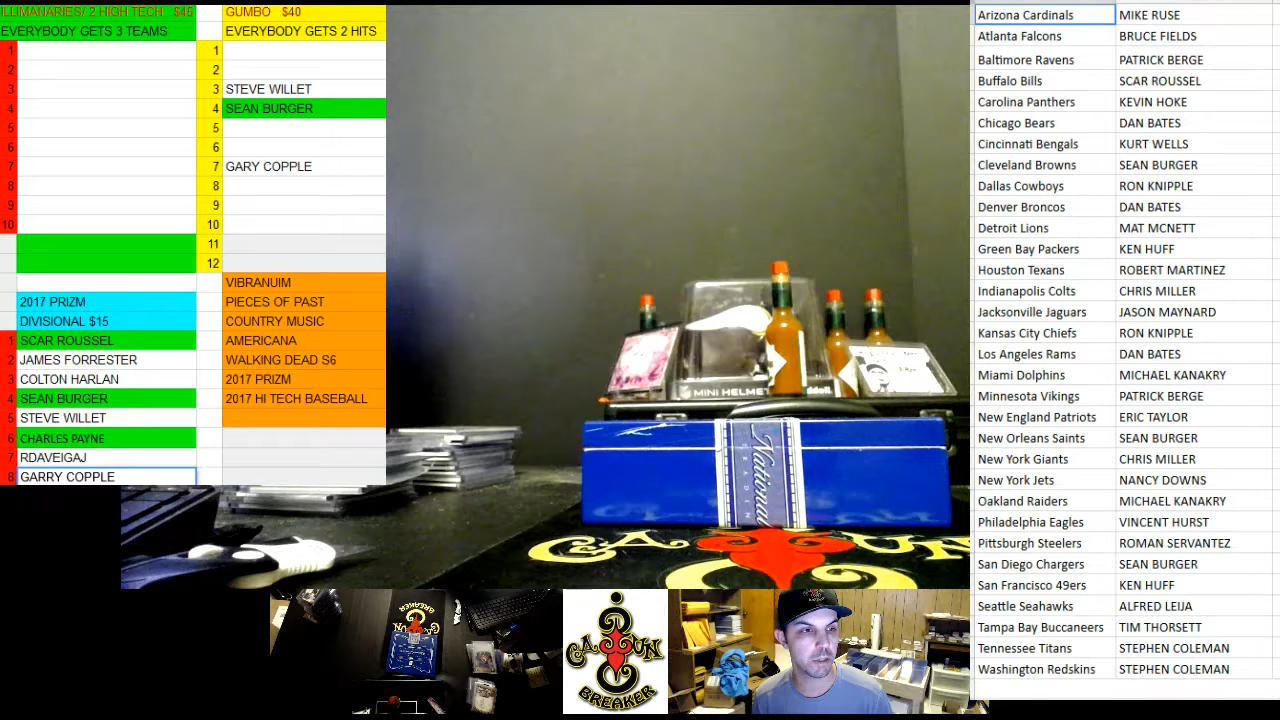 ILLIMANARIES/ 2 HIGH TECH $45
EVERYBODY GETS 3 TEAMS
1
2
3
4
5
6
7
8
9
10
2017 PRIZM
DIVISIONAL $15
1 SCAR ROUSSEL
2 JAMES FORRESTER
3 COLTON HARLAN
4 SEAN BURGER
5 STEVE WILLET
6 CHARLES PAYNE
7 RDAVEIGAJ
8 GARRY COPPLE
GUMBO $40
EVERYBODY GETS 2 HITS
1
2
3 STEVE WILLET
4 SEAN BURGER
5
6
7 GARY COPPLE
8
9
10
11
12
VIBRANUIM
PIECES OF PAST
COUNTRY MUSIC
AMERICANA
WALKING DEAD S6
2017 PRIZM
2017 HI TECH BASEBALL
MINI HELMET
National
GA UN
CAJUN
BREAKER
Arizona Cardinals MIKE RUSE
Atlanta Falcons BRUCE FIELDS
Baltimore Ravens PATRICK BERGE
Buffalo Bills SCAR ROUSSEL
Carolina Panthers KEVIN HOKE
Chicago Bears DAN BATES
Cincinnati Bengals KURT WELLS
Cleveland Browns SEAN BURGER
Dallas Cowboys RON KNIPPLE
Denver Broncos DAN BATES
Detroit Lions MAT MCNETT
Green Bay Packers KEN HUFF
Houston Texans ROBERT MARTINEZ
Indianapolis Colts CHRIS MILLER
Jacksonville Jaguars JASON MAYNARD
Kansas City Chiefs RON KNIPPLE
Los Angeles Rams DAN BATES
Miami Dolphins MICHAEL KANAKRY
Minnesota Vikings PATRICK BERGE
New England Patriots ERIC TAYLOR
New Orleans Saints SEAN BURGER
New York Giants CHRIS MILLER
New York Jets NANCY DOWNS
Oakland Raiders MICHAEL KANAKRY
Philadelphia Eagles VINCENT HURST
Pittsburgh Steelers ROMAN SERVANTEZ
San Diego Chargers SEAN BURGER
San Francisco 49ers KEN HUFF
Seattle Seahawks ALFRED LEIJA
Tampa Bay Buccaneers TIM THORSETT
Tennessee Titans STEPHEN COLEMAN
Washington Redskins STEPHEN COLEMAN